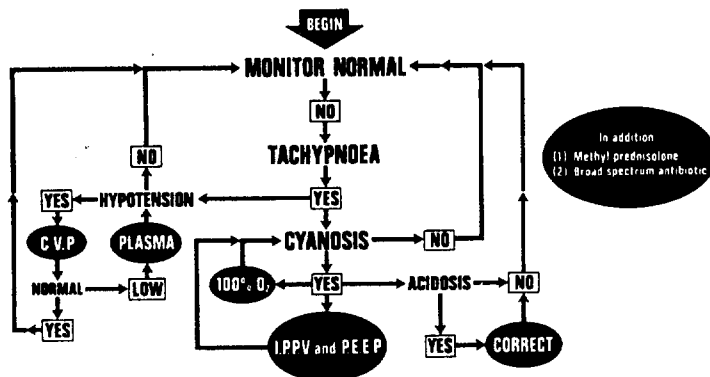 BEGIN
MONITOR NORMAL
NO
TACHYPNOEA
In addition
(1) Methyl prednisolone
(2) Broad spectrum antibiotic
NO
YES
HYPOTENSION
YES
C.V.P
PLASMA
CYANOSIS
NO
NORMAL
LOW
100% O₂
YES
ACIDOSIS
NO
YES
I.P.P.V and P.E.E.P
YES
CORRECT